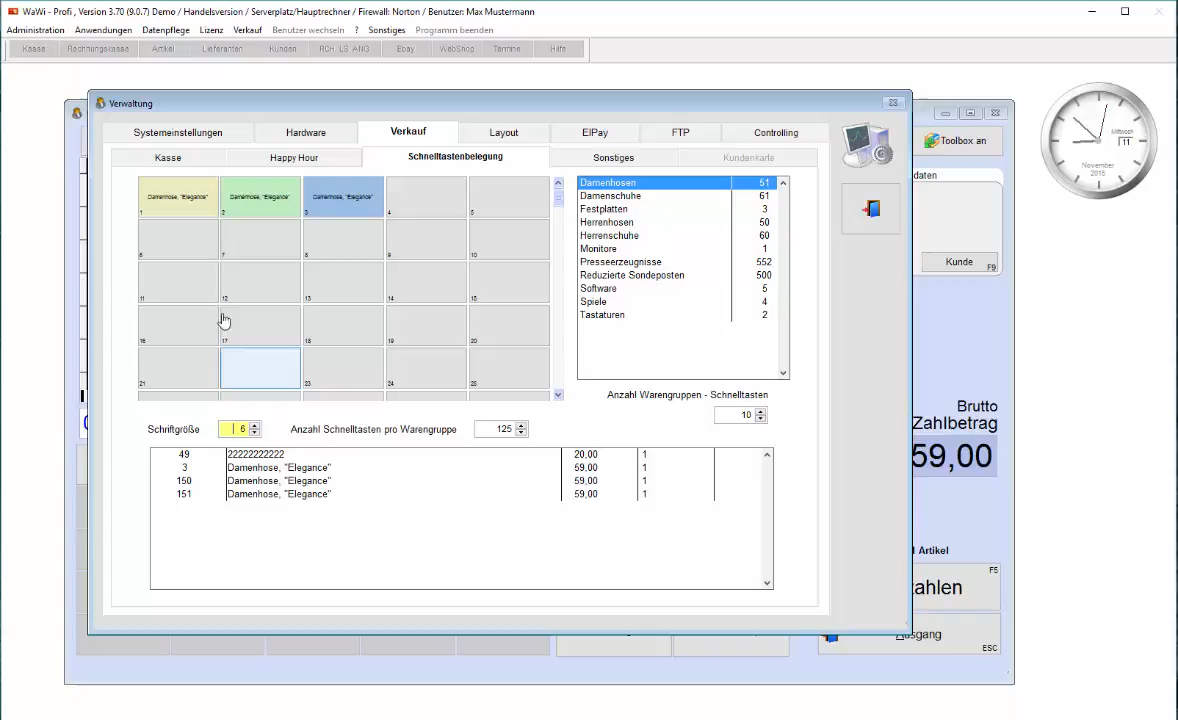 WaWi - Profi , Version 3.70 (9.0.7) Demo / Handelsversion / Serverplatz/Hauptrechner / Firewall: Norton / Benutzer: Max Mustermann
Administration Anwendungen Datenpflege Lizenz Verkauf Benutzer wechseln ? Sonstiges Programm beenden
Kasse Rechnungskasse Artikel Lieferanten Kunden RCH LS ANG Ebay WebShop Termine Hilfe
Verwaltung
Systemeinstellungen Hardware Verkauf Layout ElPay FTP Controlling
Toolbox an
Mittwoch 11
November
2015
Kasse Happy Hour Schnelltastenbelegung Sonstiges Kundenkarte
daten
Damenhose, "Elegance" Damenhose, "Elegance" Damenhose, "Elegance"
1 2 3 4 5
6 7 8 9 10
11 12 13 14 15
16 17 18 19 20
21 23 24 25
Damenhosen 51
Damenschuhe 61
Festplatten 3
Herrenhosen 50
Herrenschuhe 60
Monitore 1
Presseerzeugnisse 552
Reduzierte Sondeposten 500
Software 5
Spiele 4
Tastaturen 2
Kunde F9
Anzahl Warengruppen - Schnelltasten
10
Schriftgröße 6 Anzahl Schnelltasten pro Warengruppe 125
Brutto
Zahlbetrag
59,00
49 22222222222 20,00 1
3 Damenhose, "Elegance" 59,00 1
150 Damenhose, "Elegance" 59,00 1
151 Damenhose, "Elegance" 59,00 1
Artikel
F5
ahlen
Ausgang
ESC